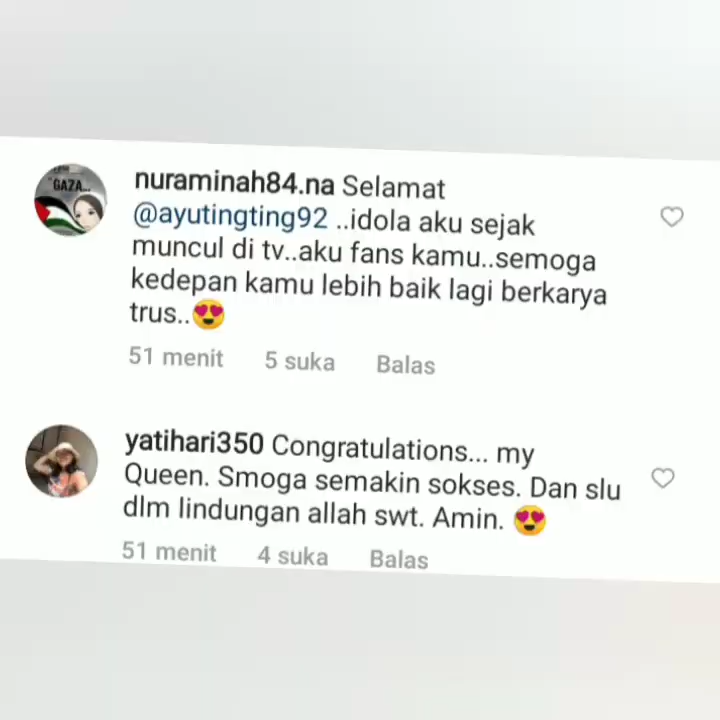 GAZA...
nuraminah84.na Selamat
@ayutingting92 ..idola aku sejak
muncul di tv..aku fans kamu..semoga
kedepan kamu lebih baik lagi berkarya
trus..😍
51 menit 5 suka Balas
yatihari350 Congratulations... my
Queen. Smoga semakin sokses. Dan slu
dlm lindungan allah swt. Amin. 😍
51 menit 4 suka Balas